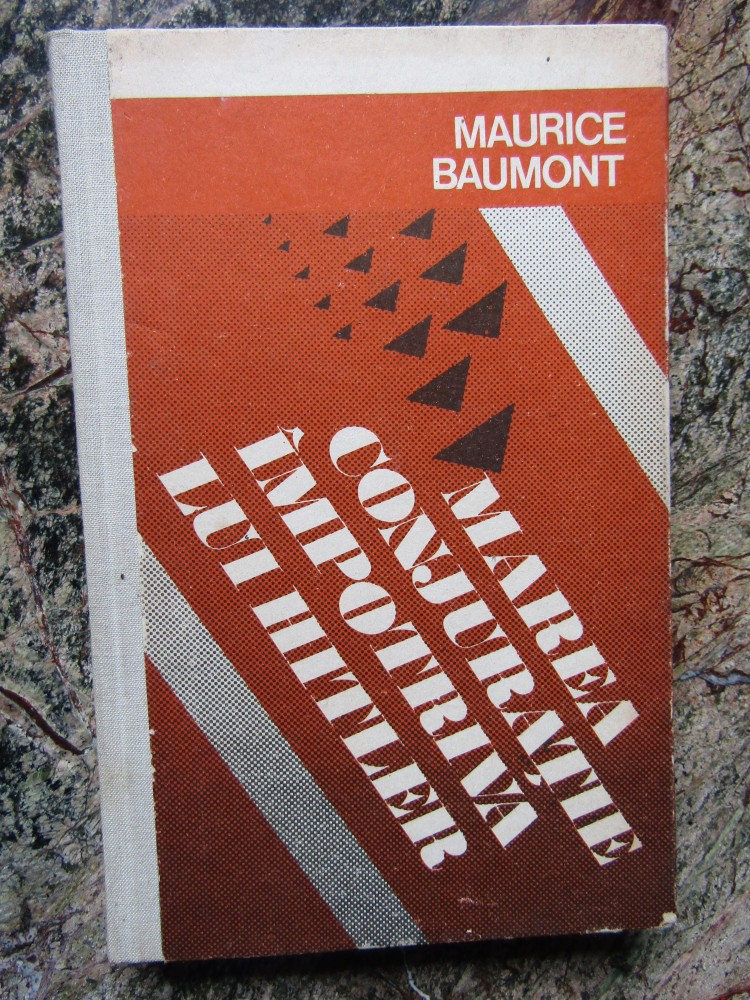 MAURICE
BAUMONT
MAREA
CONJURAȚIE
ÎMPOTRIVA
LUI HITLER